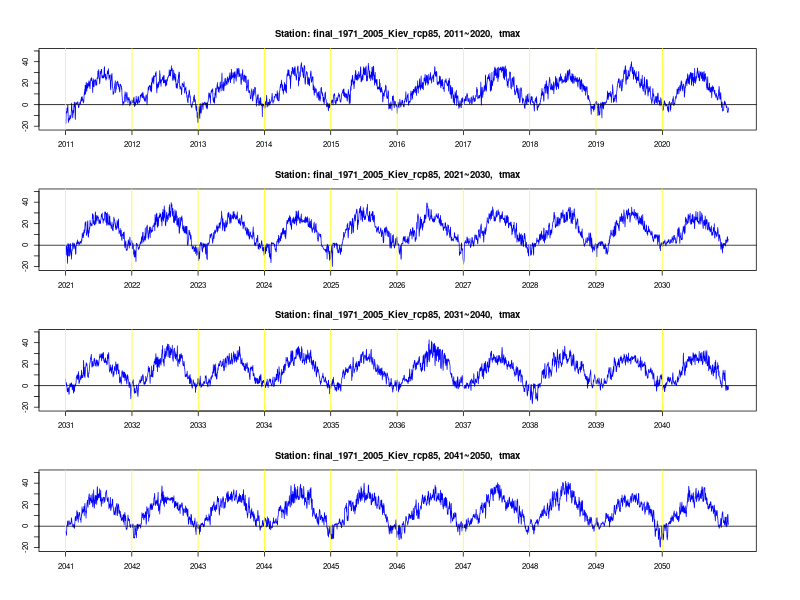 Station: final_1971_2005_Kiev_rcp85, 2011~2020, tmax
40
20
0
-20
2011 2012 2013 2014 2015 2016 2017 2018 2019 2020
Station: final_1971_2005_Kiev_rcp85, 2021~2030, tmax
40
20
0
-20
2021 2022 2023 2024 2025 2026 2027 2028 2029 2030
Station: final_1971_2005_Kiev_rcp85, 2031~2040, tmax
40
20
0
-20
2031 2032 2033 2034 2035 2036 2037 2038 2039 2040
Station: final_1971_2005_Kiev_rcp85, 2041~2050, tmax
40
20
0
-20
2041 2042 2043 2044 2045 2046 2047 2048 2049 2050